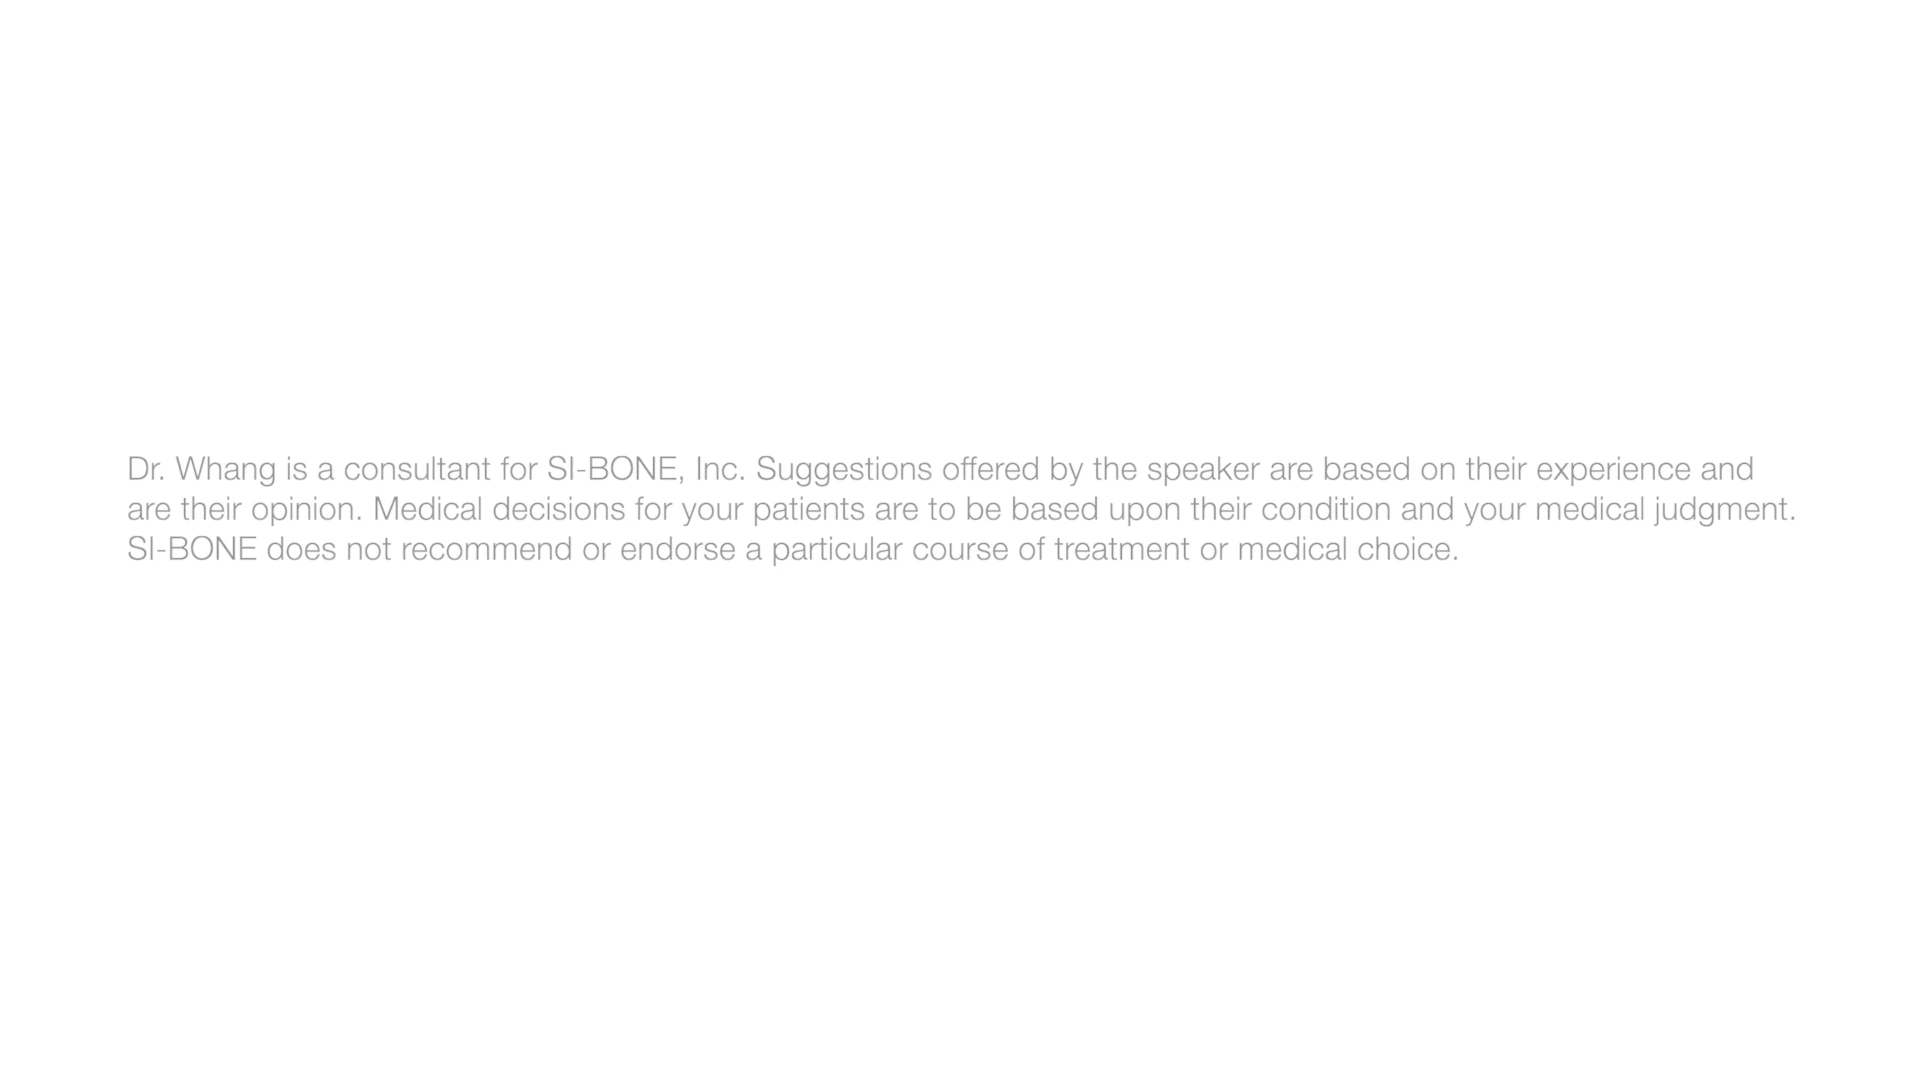 Dr. Whang is a consultant for SI-BONE, Inc. Suggestions offered by the speaker are based on their experience and
are their opinion. Medical decisions for your patients are to be based upon their condition and your medical judgment.
SI-BONE does not recommend or endorse a particular course of treatment or medical choice.